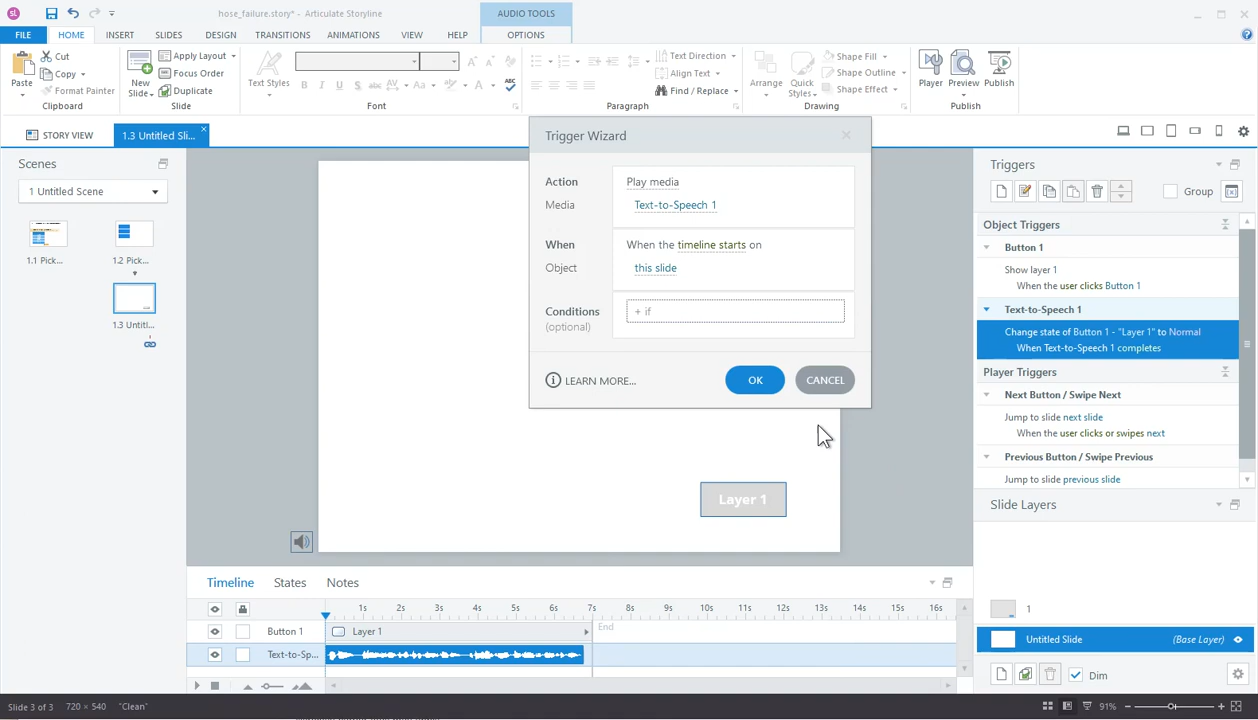 hose_failure.story* - Articulate Storyline
AUDIO TOOLS
FILE
HOME
INSERT
SLIDES
DESIGN
TRANSITIONS
ANIMATIONS
VIEW
HELP
OPTIONS
Paste
Cut
Copy
Format Painter
Clipboard
New Slide
Apply Layout
Focus Order
Duplicate
Slide
Text Styles
Font
Text Direction
Align Text
Find / Replace
Paragraph
Arrange
Quick Styles
Shape Fill
Shape Outline
Shape Effect
Drawing
Player
Preview
Publish
Publish
STORY VIEW
1.3 Untitled Sli...
Scenes
1 Untitled Scene
1.1 Pick...
1.2 Pick...
1.3 Untitl...
Trigger Wizard
Action
Play media
Media
Text-to-Speech 1
When
When the timeline starts on
Object
this slide
Conditions
(optional)
+ if
LEARN MORE...
OK
CANCEL
Layer 1
Triggers
Group
Object Triggers
Button 1
Show layer 1
When the user clicks Button 1
Text-to-Speech 1
Change state of Button 1 - "Layer 1" to Normal
When Text-to-Speech 1 completes
Player Triggers
Next Button / Swipe Next
Jump to slide next slide
When the user clicks or swipes next
Previous Button / Swipe Previous
Jump to slide previous slide
Slide Layers
1
Untitled Slide
(Base Layer)
Dim
Timeline
States
Notes
1s 2s 3s 4s 5s 6s 7s 8s 9s 10s 11s 12s 13s 14s 15s 16s
Button 1
Layer 1
End
Text-to-Sp...
Slide 3 of 3
720 × 540
"Clean"
91%